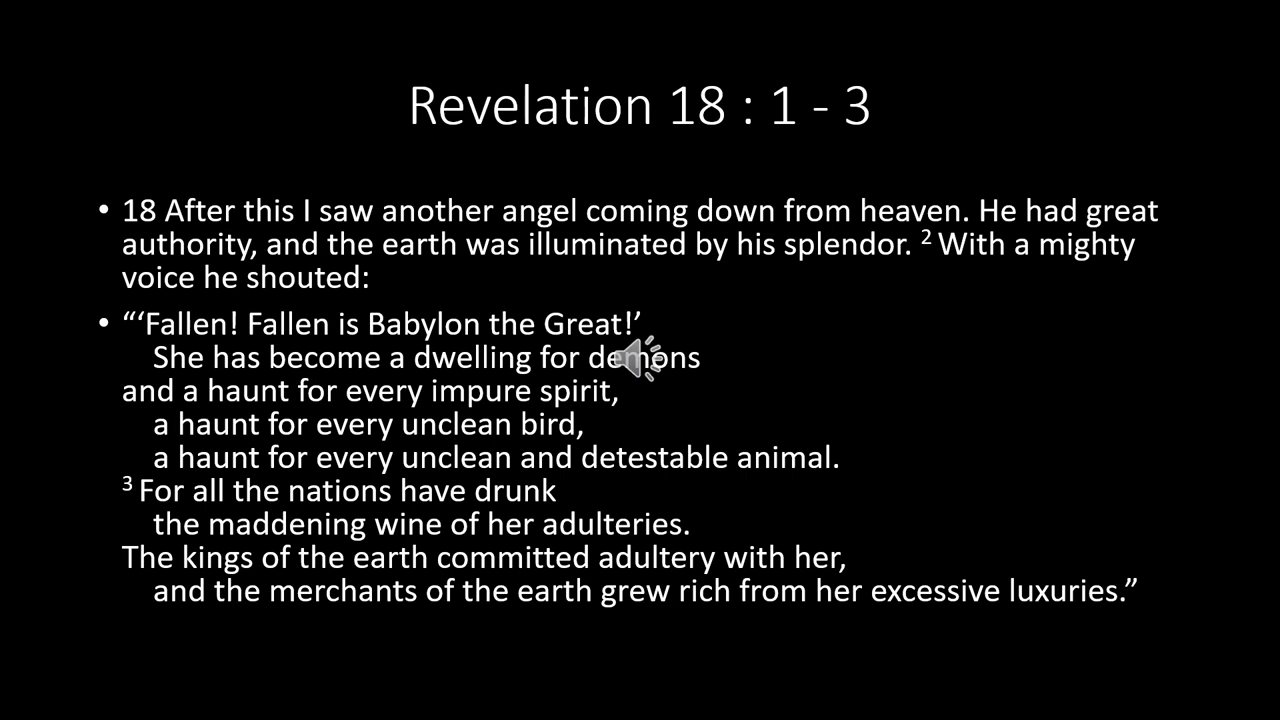 Revelation 18 : 1 - 3
• 18 After this I saw another angel coming down from heaven. He had great
authority, and the earth was illuminated by his splendor. 2 With a mighty
voice he shouted:
• “‘Fallen! Fallen is Babylon the Great!’
She has become a dwelling for demons
and a haunt for every impure spirit,
a haunt for every unclean bird,
a haunt for every unclean and detestable animal.
3 For all the nations have drunk
the maddening wine of her adulteries.
The kings of the earth committed adultery with her,
and the merchants of the earth grew rich from her excessive luxuries.”